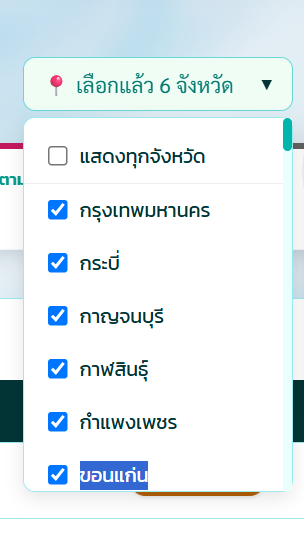 เลือกแล้ว 6 จังหวัด ▼
แสดงทุกจังหวัด
ตาม
กรุงเทพมหานคร
กระบี่
กาญจนบุรี
กาฬสินธุ์
กำแพงเพชร
ขอนแก่น